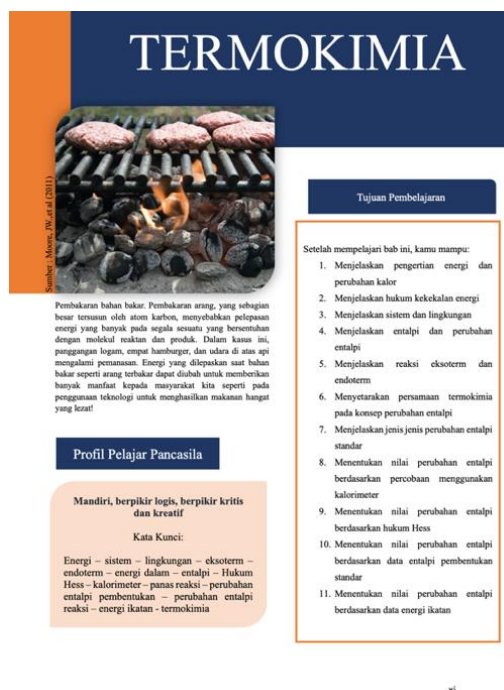 TERMOKIMIA
Sumber : Moore, JW.,et al (2011)
Pembakaran bahan bakar. Pembakaran arang, yang sebagian
besar tersusun oleh atom karbon, menyebabkan pelepasan
energi yang banyak pada segala sesuatu yang bersentuhan
dengan molekul reaktan dan produk. Dalam kasus ini,
panggangan logam, empat hamburger, dan udara di atas api
mengalami pemanasan. Energi yang dilepaskan saat bahan
bakar seperti arang terbakar dapat diubah untuk memberikan
banyak manfaat kepada masyarakat kita seperti pada
penggunaan teknologi untuk menghasilkan makanan hangat
yang lezat!
Profil Pelajar Pancasila
Mandiri, berpikir logis, berpikir kritis
dan kreatif
Kata Kunci:
Energi – sistem – lingkungan – eksoterm –
endoterm – energi dalam – entalpi – Hukum
Hess – kalorimeter – panas reaksi – perubahan
entalpi pembentukan – perubahan entalpi
reaksi – energi ikatan - termokimia
Tujuan Pembelajaran
Setelah mempelajari bab ini, kamu mampu:
1. Menjelaskan pengertian energi dan
perubahan kalor
2. Menjelaskan hukum kekekalan energi
3. Menjelaskan sistem dan lingkungan
4. Menjelaskan entalpi dan perubahan
entalpi
5. Menjelaskan reaksi eksoterm dan
endoterm
6. Menyetarakan persamaan termokimia
pada konsep perubahan entalpi
7. Menjelaskan jenis jenis perubahan entalpi
standar
8. Menentukan nilai perubahan entalpi
berdasarkan percobaan menggunakan
kalorimeter
9. Menentukan nilai perubahan entalpi
berdasarkan hukum Hess
10. Menentukan nilai perubahan entalpi
berdasarkan data entalpi pembentukan
standar
11. Menentukan nilai perubahan entalpi
berdasarkan data energi ikatan